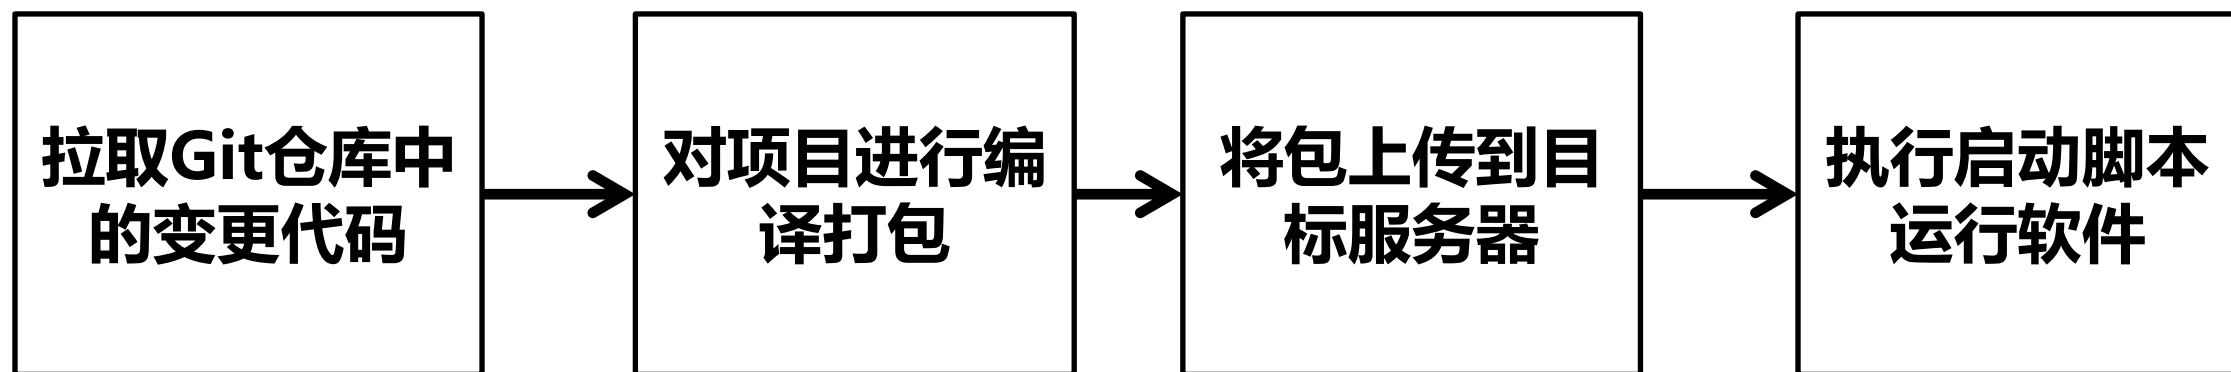 拉取Git仓库中
的变更代码
对项目进行编
译打包
将包上传到目
标服务器
执行启动脚本
运行软件